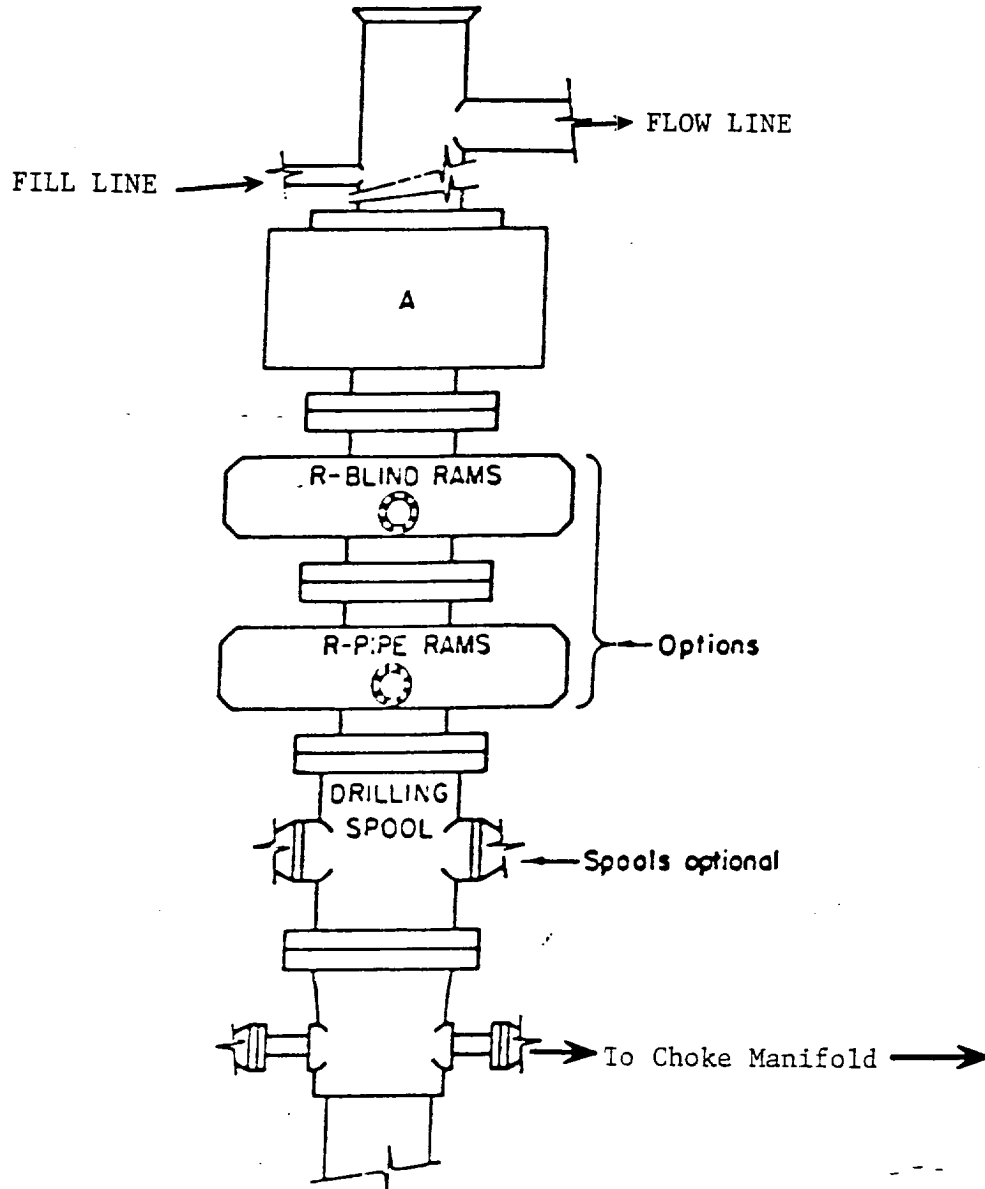 FLOW LINE
FILL LINE
A
R-BLIND RAMS
R-PIPE RAMS
Options
DRILLING
SPOOL
Spools optional
To Choke Manifold